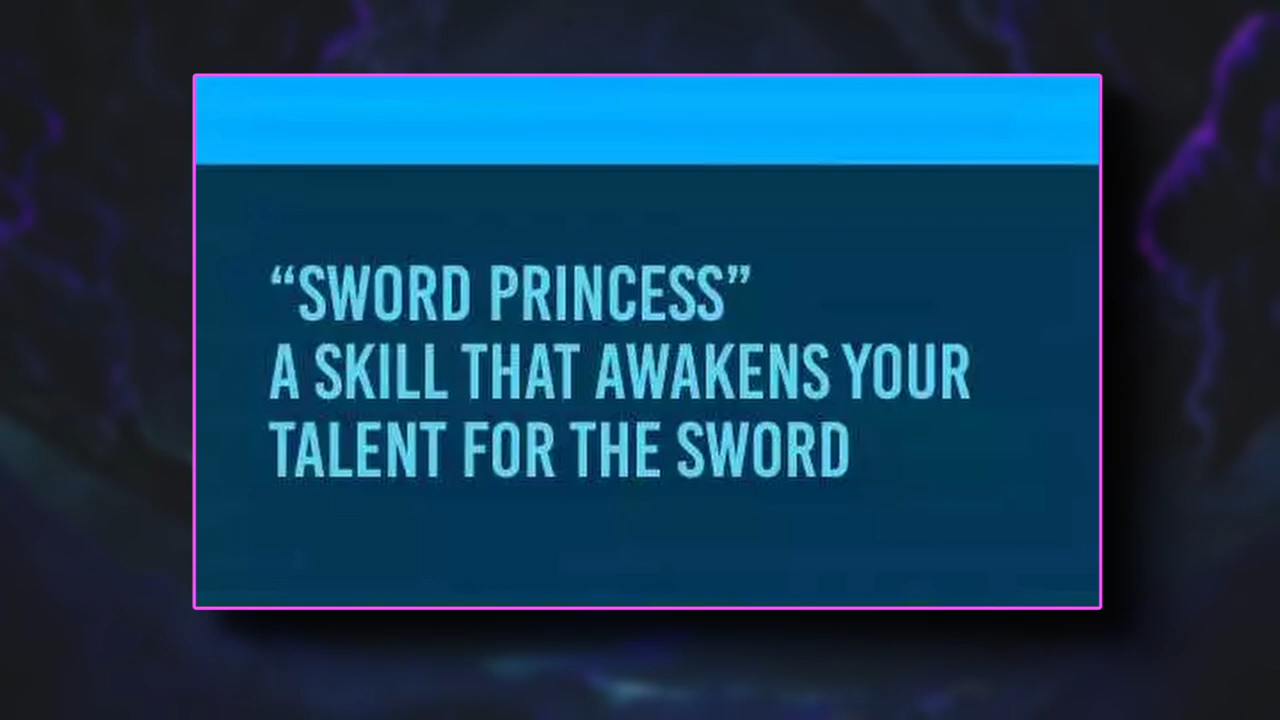 “SWORD PRINCESS”
A SKILL THAT AWAKENS YOUR
TALENT FOR THE SWORD